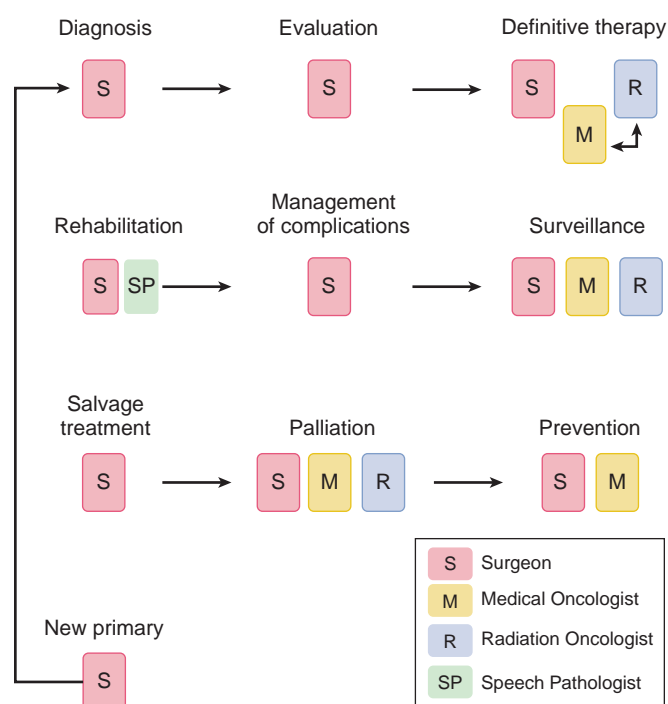 Diagnosis
Evaluation
Definitive therapy
S
S
S
R
M
Rehabilitation
Management
of complications
Surveillance
S
SP
S
S
M
R
Salvage
treatment
Palliation
Prevention
S
S
M
R
S
M
New primary
S
S Surgeon
M Medical Oncologist
R Radiation Oncologist
SP Speech Pathologist